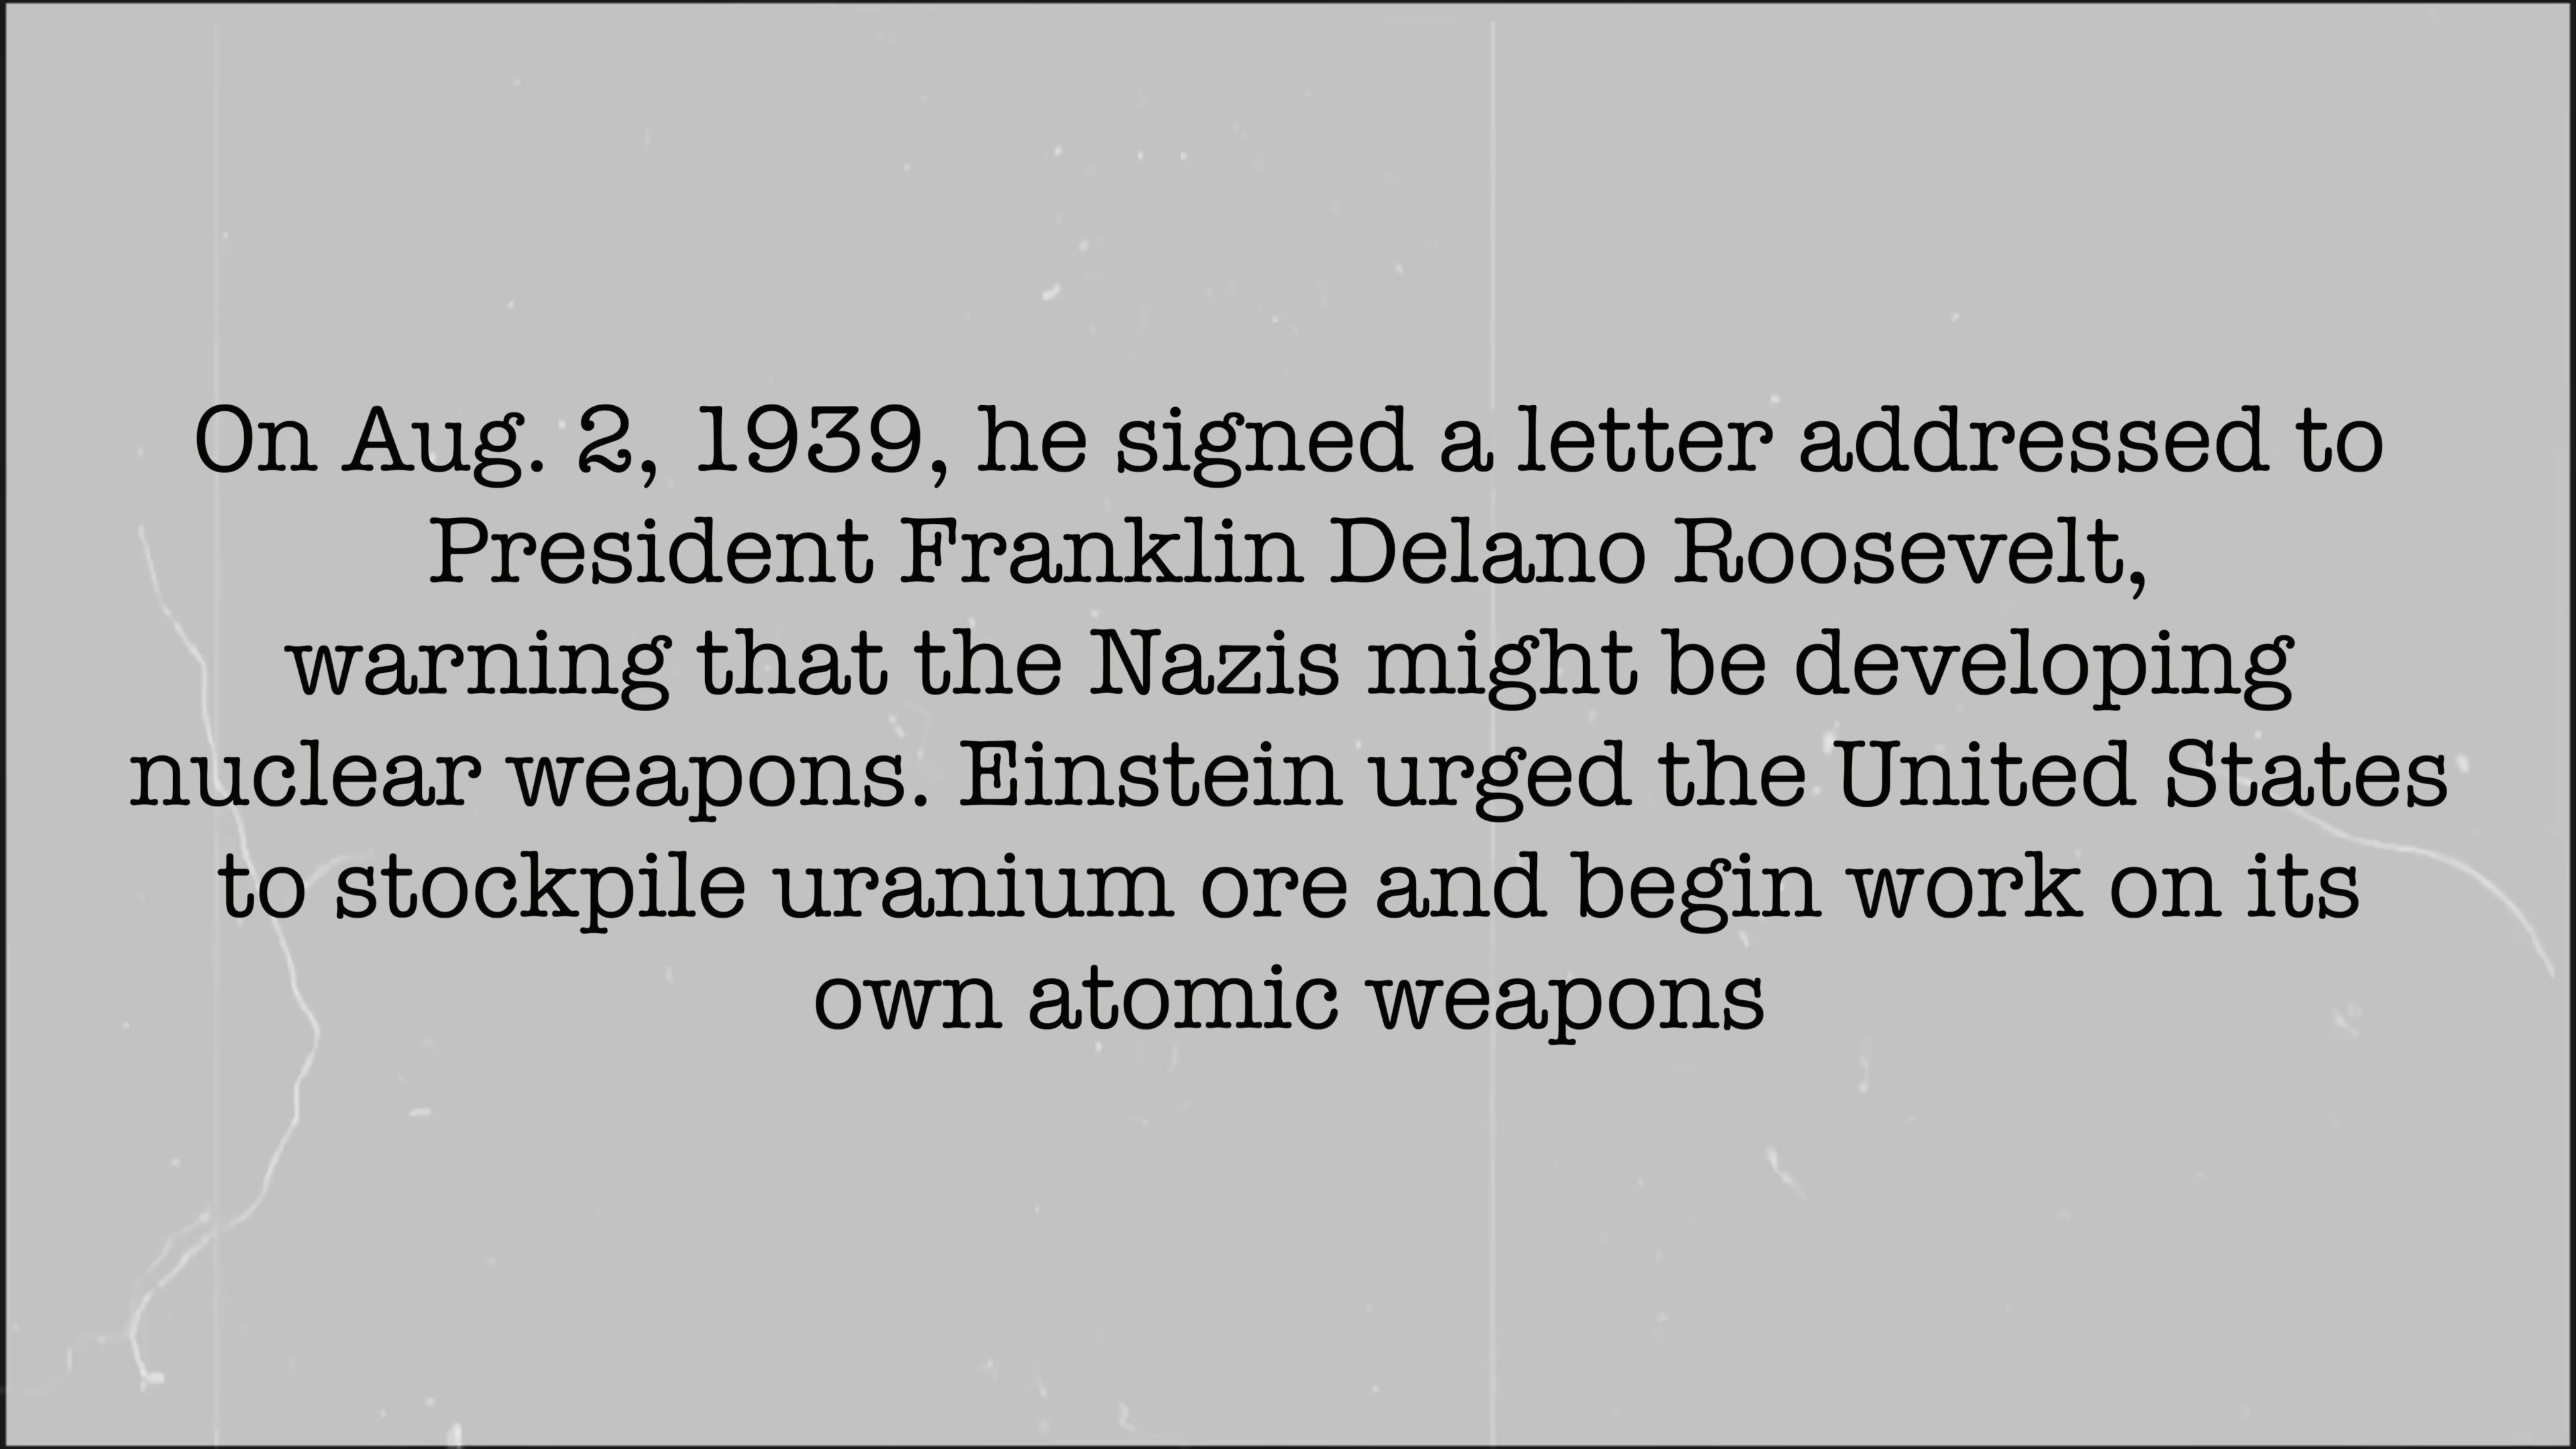 On Aug. 2, 1939, he signed a letter addressed to
President Franklin Delano Roosevelt,
warning that the Nazis might be developing
nuclear weapons. Einstein urged the United States
to stockpile uranium ore and begin work on its
own atomic weapons